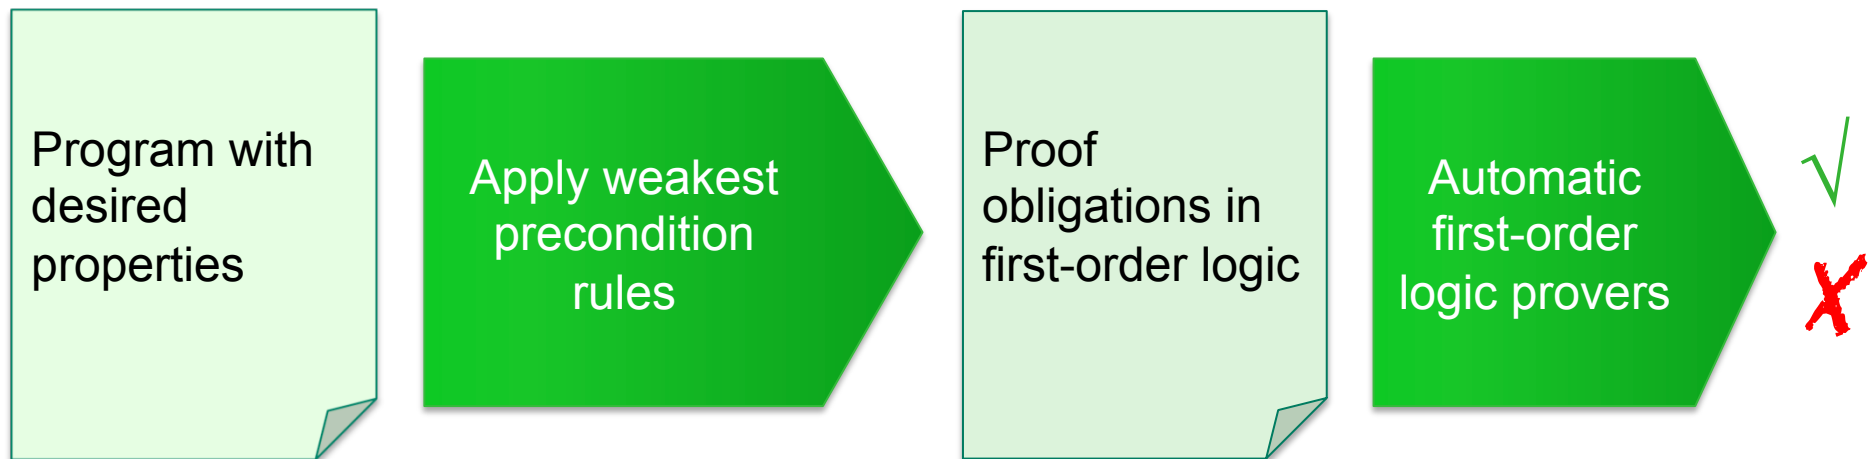 Program with
desired
properties
Apply weakest
precondition
rules
Proof
obligations in
first-order logic
Automatic
first-order
logic provers
√
✗